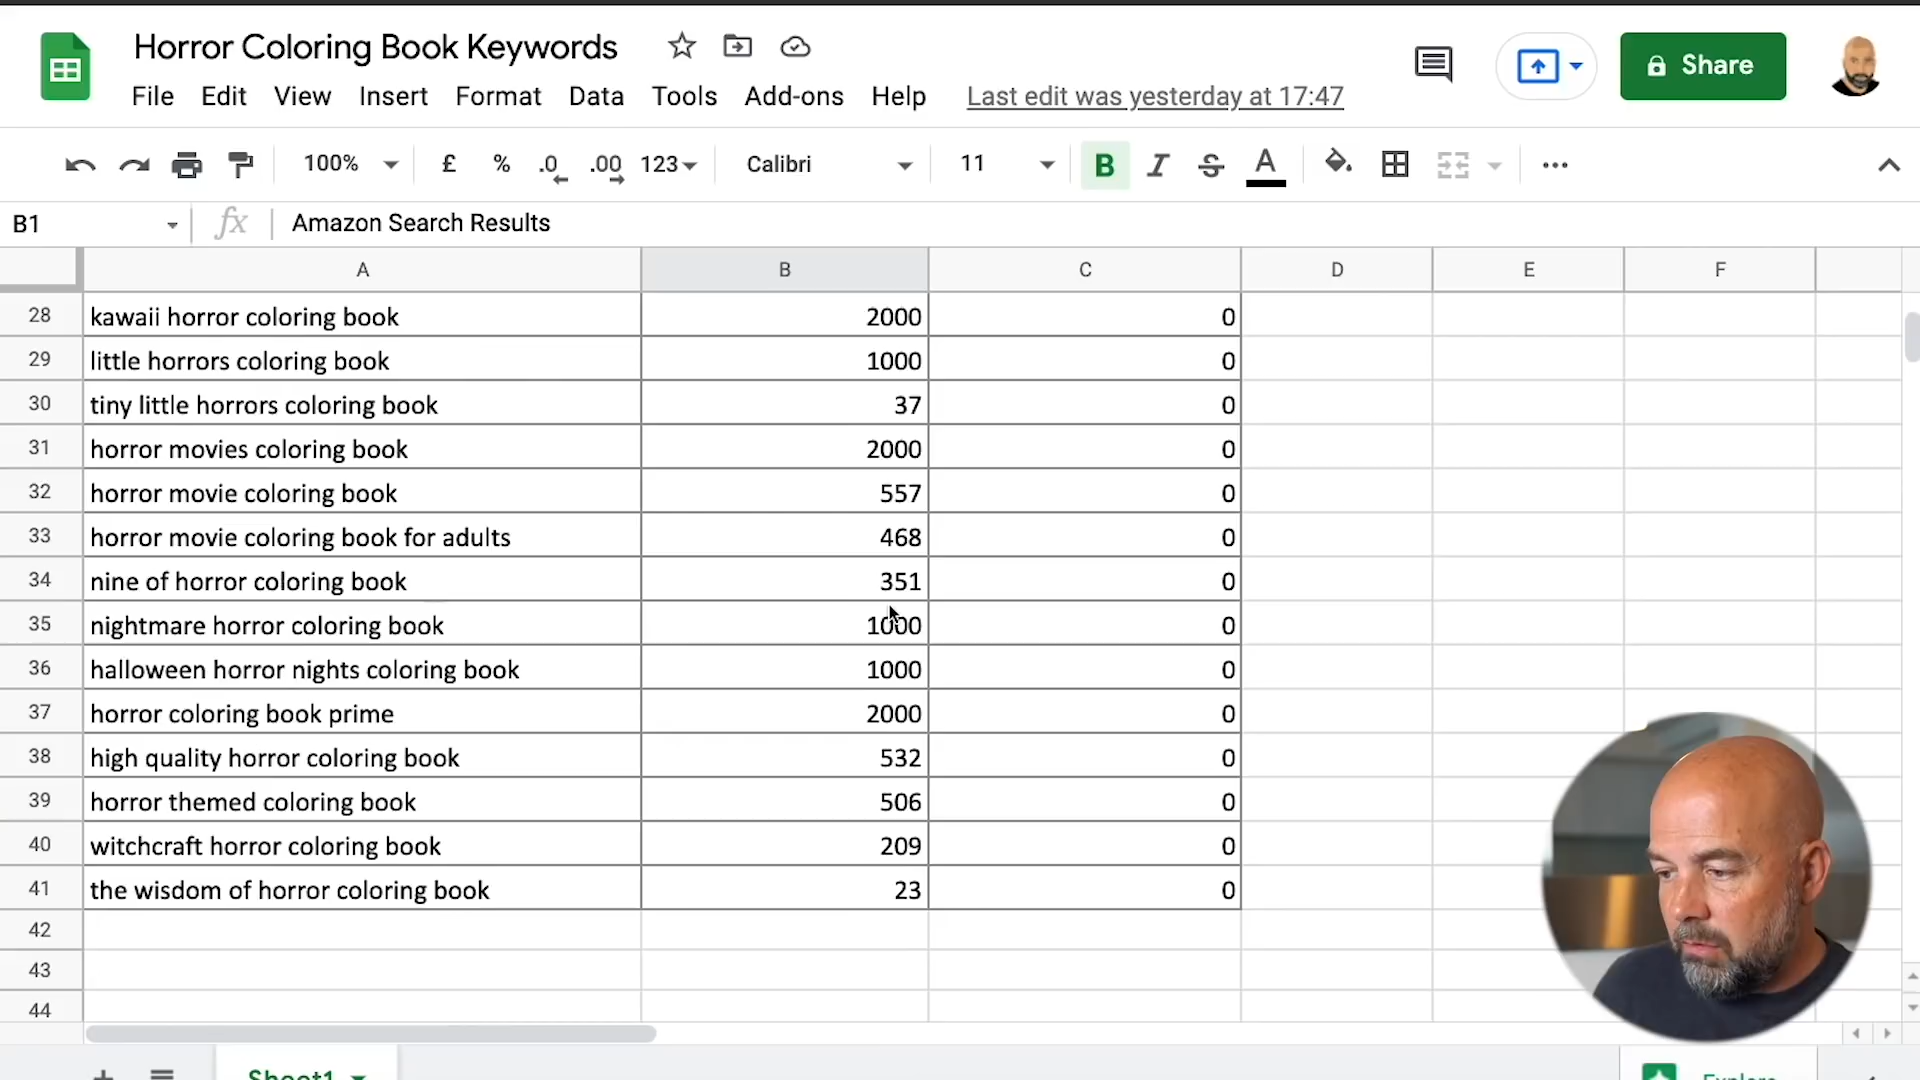 Horror Coloring Book Keywords
Share
File Edit View Insert Format Data Tools Add-ons Help Last edit was yesterday at 17:47
100% £ % .0 .00 123 Calibri 11 B I S A
B1 fx Amazon Search Results
A B C D E F
28 kawaii horror coloring book 2000 0
29 little horrors coloring book 1000 0
30 tiny little horrors coloring book 37 0
31 horror movies coloring book 2000 0
32 horror movie coloring book 557 0
33 horror movie coloring book for adults 468 0
34 nine of horror coloring book 351 0
35 nightmare horror coloring book 1000 0
36 halloween horror nights coloring book 1000 0
37 horror coloring book prime 2000 0
38 high quality horror coloring book 532 0
39 horror themed coloring book 506 0
40 witchcraft horror coloring book 209 0
41 the wisdom of horror coloring book 23 0
42
43
44
Sheet1 Explore